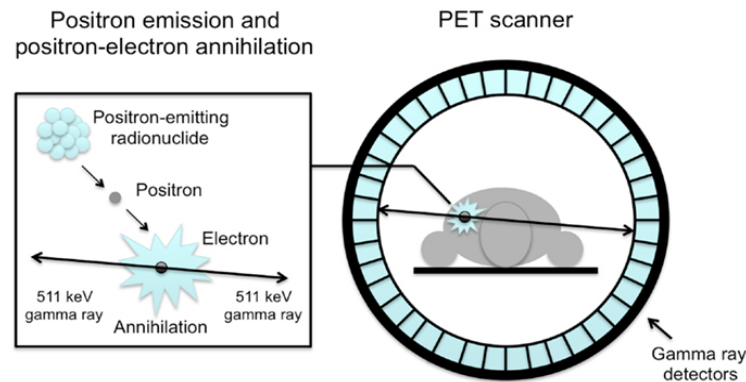 Positron emission and
positron-electron annihilation
PET scanner
Positron-emitting
radionuclide
Positron
Electron
511 keV
gamma ray
511 keV
gamma ray
Annihilation
Gamma ray
detectors